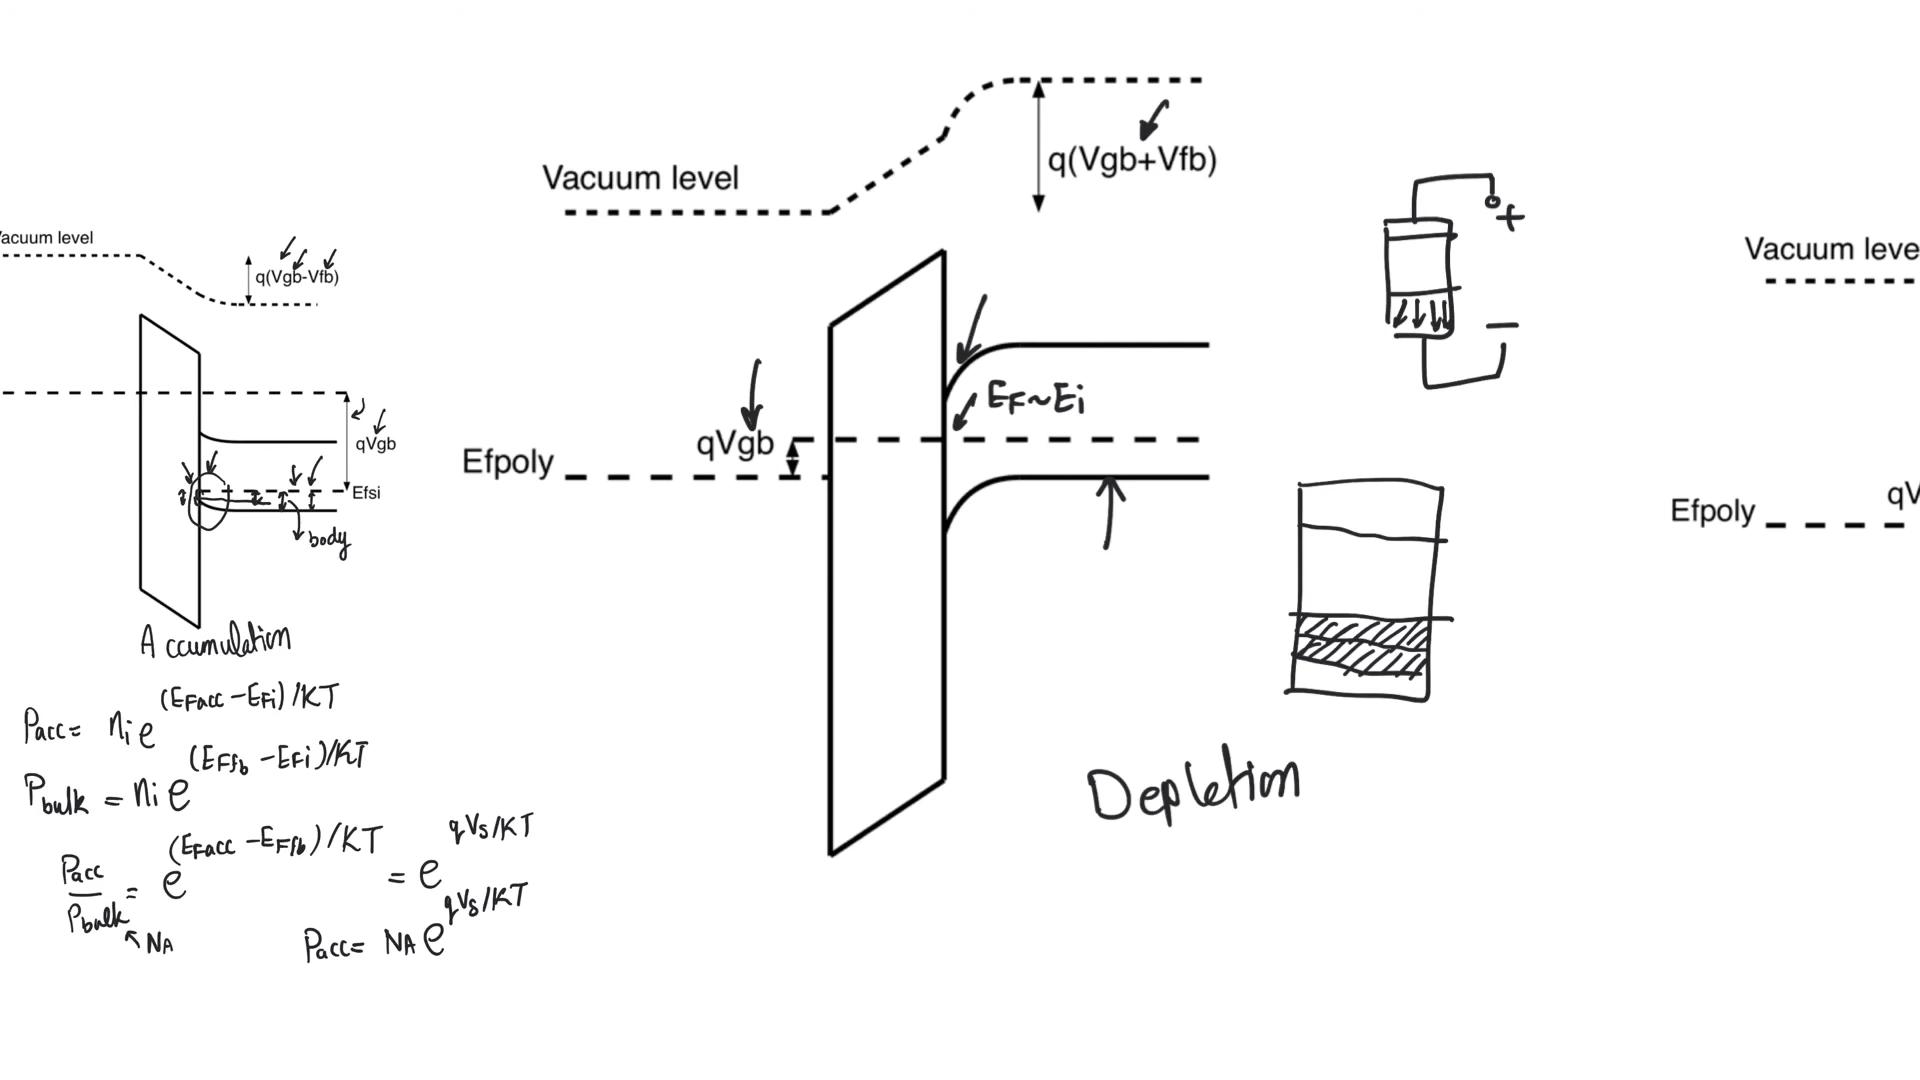 Vacuum level
q(Vgb-Vfb)
qVgb
Efsi
body
Accumulation
Pacc = ni e^(EFacc - EFi)/KT
Pbulk = ni e^(EFfb - EFi)/KT
Pacc/Pbulk = e^(EFacc - EFfb)/KT = e^qVs/KT
NA
Pacc = NA e^qVs/KT
Vacuum level
q(Vgb+Vfb)
EF~Ei
qVgb
Efpoly
Depletion
+
−
Vacuum leve
Efpoly
qV